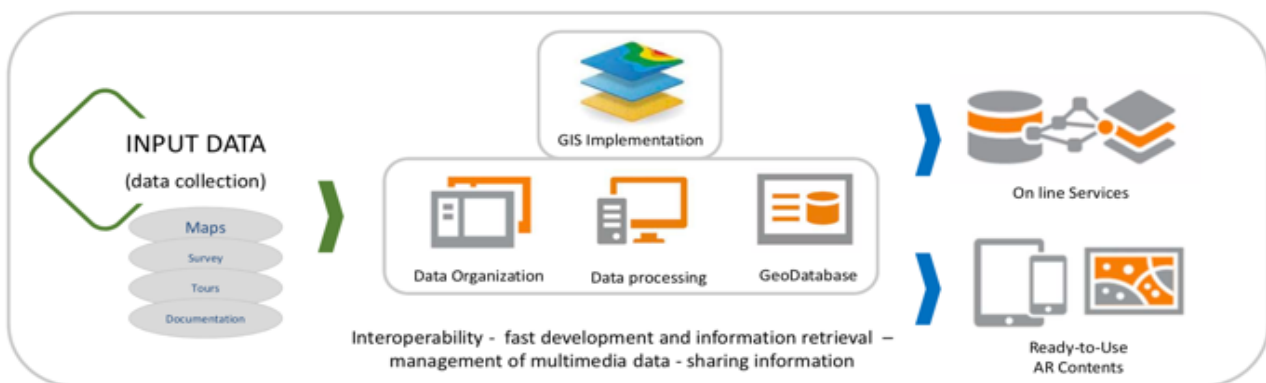 INPUT DATA
(data collection)
Maps
Survey
Tours
Documentation
GIS Implementation
Data Organization
Data processing
GeoDatabase
Interoperability - fast development and information retrieval –
management of multimedia data - sharing information
On line Services
Ready-to-Use
AR Contents